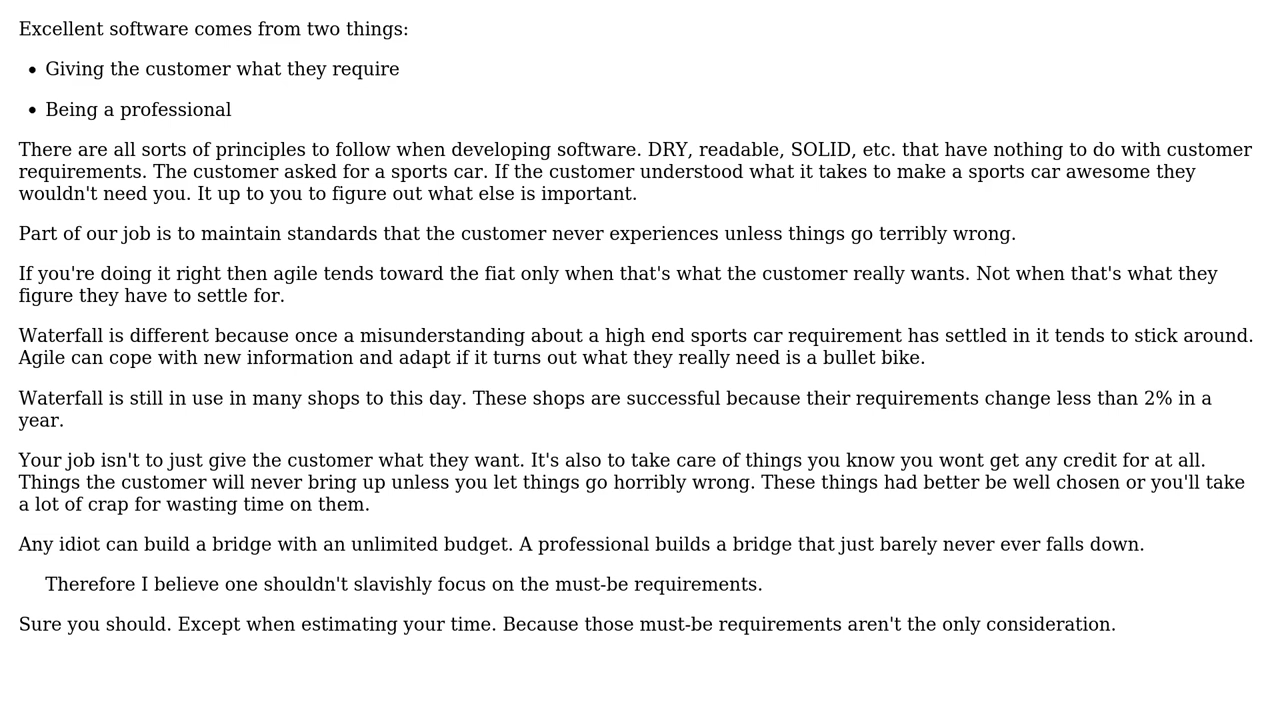 Excellent software comes from two things:
• Giving the customer what they require
• Being a professional
There are all sorts of principles to follow when developing software. DRY, readable, SOLID, etc. that have nothing to do with customer
requirements. The customer asked for a sports car. If the customer understood what it takes to make a sports car awesome they
wouldn't need you. It up to you to figure out what else is important.
Part of our job is to maintain standards that the customer never experiences unless things go terribly wrong.
If you're doing it right then agile tends toward the fiat only when that's what the customer really wants. Not when that's what they
figure they have to settle for.
Waterfall is different because once a misunderstanding about a high end sports car requirement has settled in it tends to stick around.
Agile can cope with new information and adapt if it turns out what they really need is a bullet bike.
Waterfall is still in use in many shops to this day. These shops are successful because their requirements change less than 2% in a
year.
Your job isn't to just give the customer what they want. It's also to take care of things you know you wont get any credit for at all.
Things the customer will never bring up unless you let things go horribly wrong. These things had better be well chosen or you'll take
a lot of crap for wasting time on them.
Any idiot can build a bridge with an unlimited budget. A professional builds a bridge that just barely never ever falls down.
Therefore I believe one shouldn't slavishly focus on the must-be requirements.
Sure you should. Except when estimating your time. Because those must-be requirements aren't the only consideration.